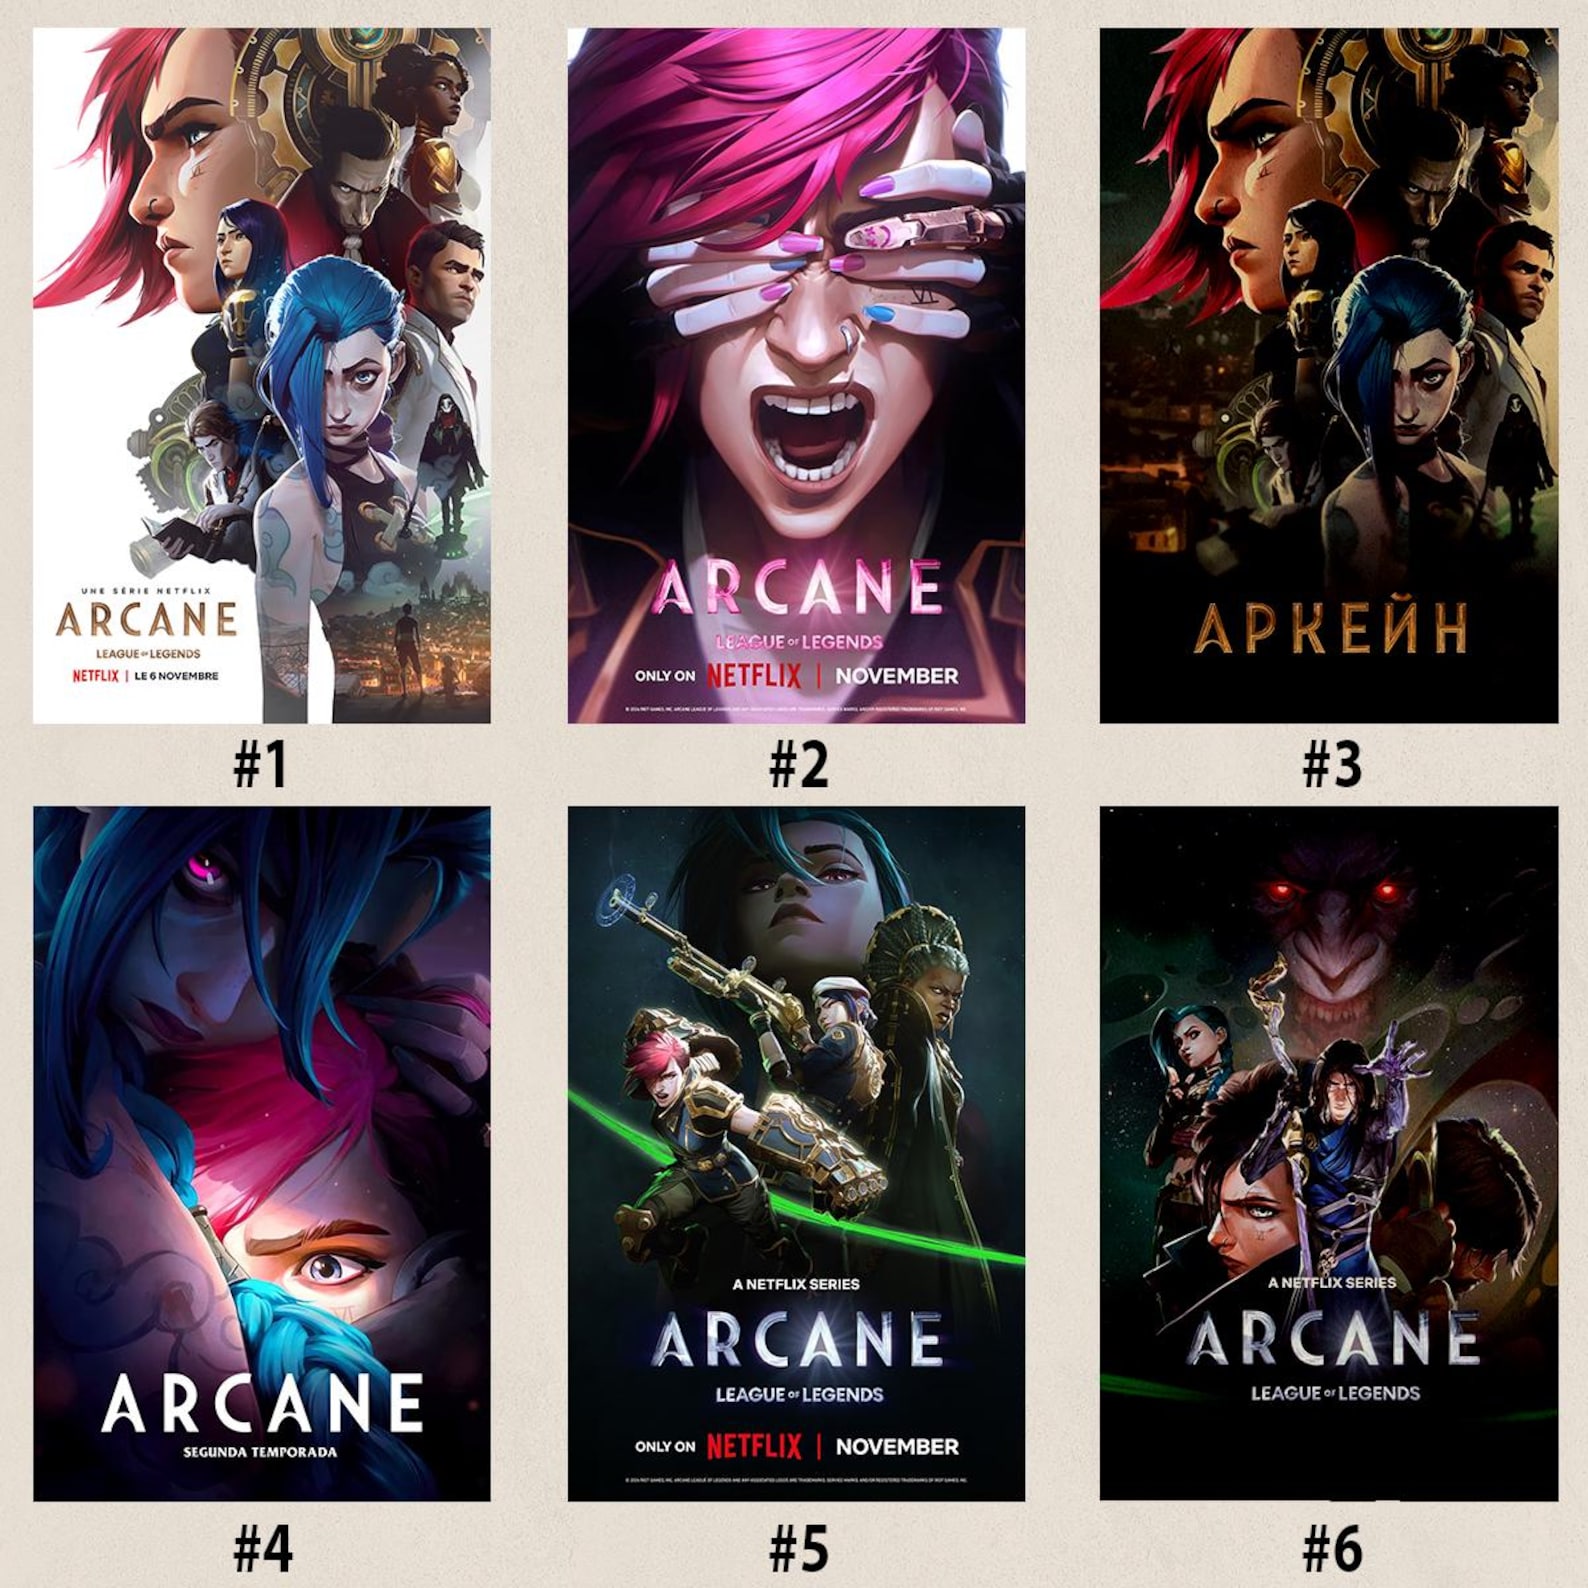 UNE SÉRIE NETFLIX
ARCANE
LEAGUE OF LEGENDS
NETFLIX | LE 6 NOVEMBRE
#1
VI
ARCANE
LEAGUE OF LEGENDS
ONLY ON NETFLIX | NOVEMBER
#2
АРКЕЙН
#3
ARCANE
SEGUNDA TEMPORADA
#4
A NETFLIX SERIES
ARCANE
LEAGUE OF LEGENDS
ONLY ON NETFLIX | NOVEMBER
#5
A NETFLIX SERIES
ARCANE
LEAGUE OF LEGENDS
#6